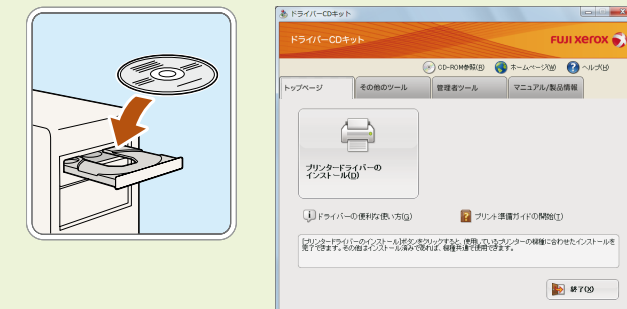 ドライバーCDキット
ドライバーCDキット
FUJI XEROX
CD-ROM参照(R) ホームページ(W) ヘルプ(H)
トップページ その他のツール 管理者ツール マニュアル/製品情報
プリンタードライバーの
インストール(D)
ドライバーの便利な使い方(G) プリント準備ガイドの開始(T)
[プリンタードライバーのインストール]ボタンをクリックすると、使用しているプリンターの機種に合わせたインストールを
完了できます。その他はインストール済みであれば、機種共通で使用できます。
終了(X)